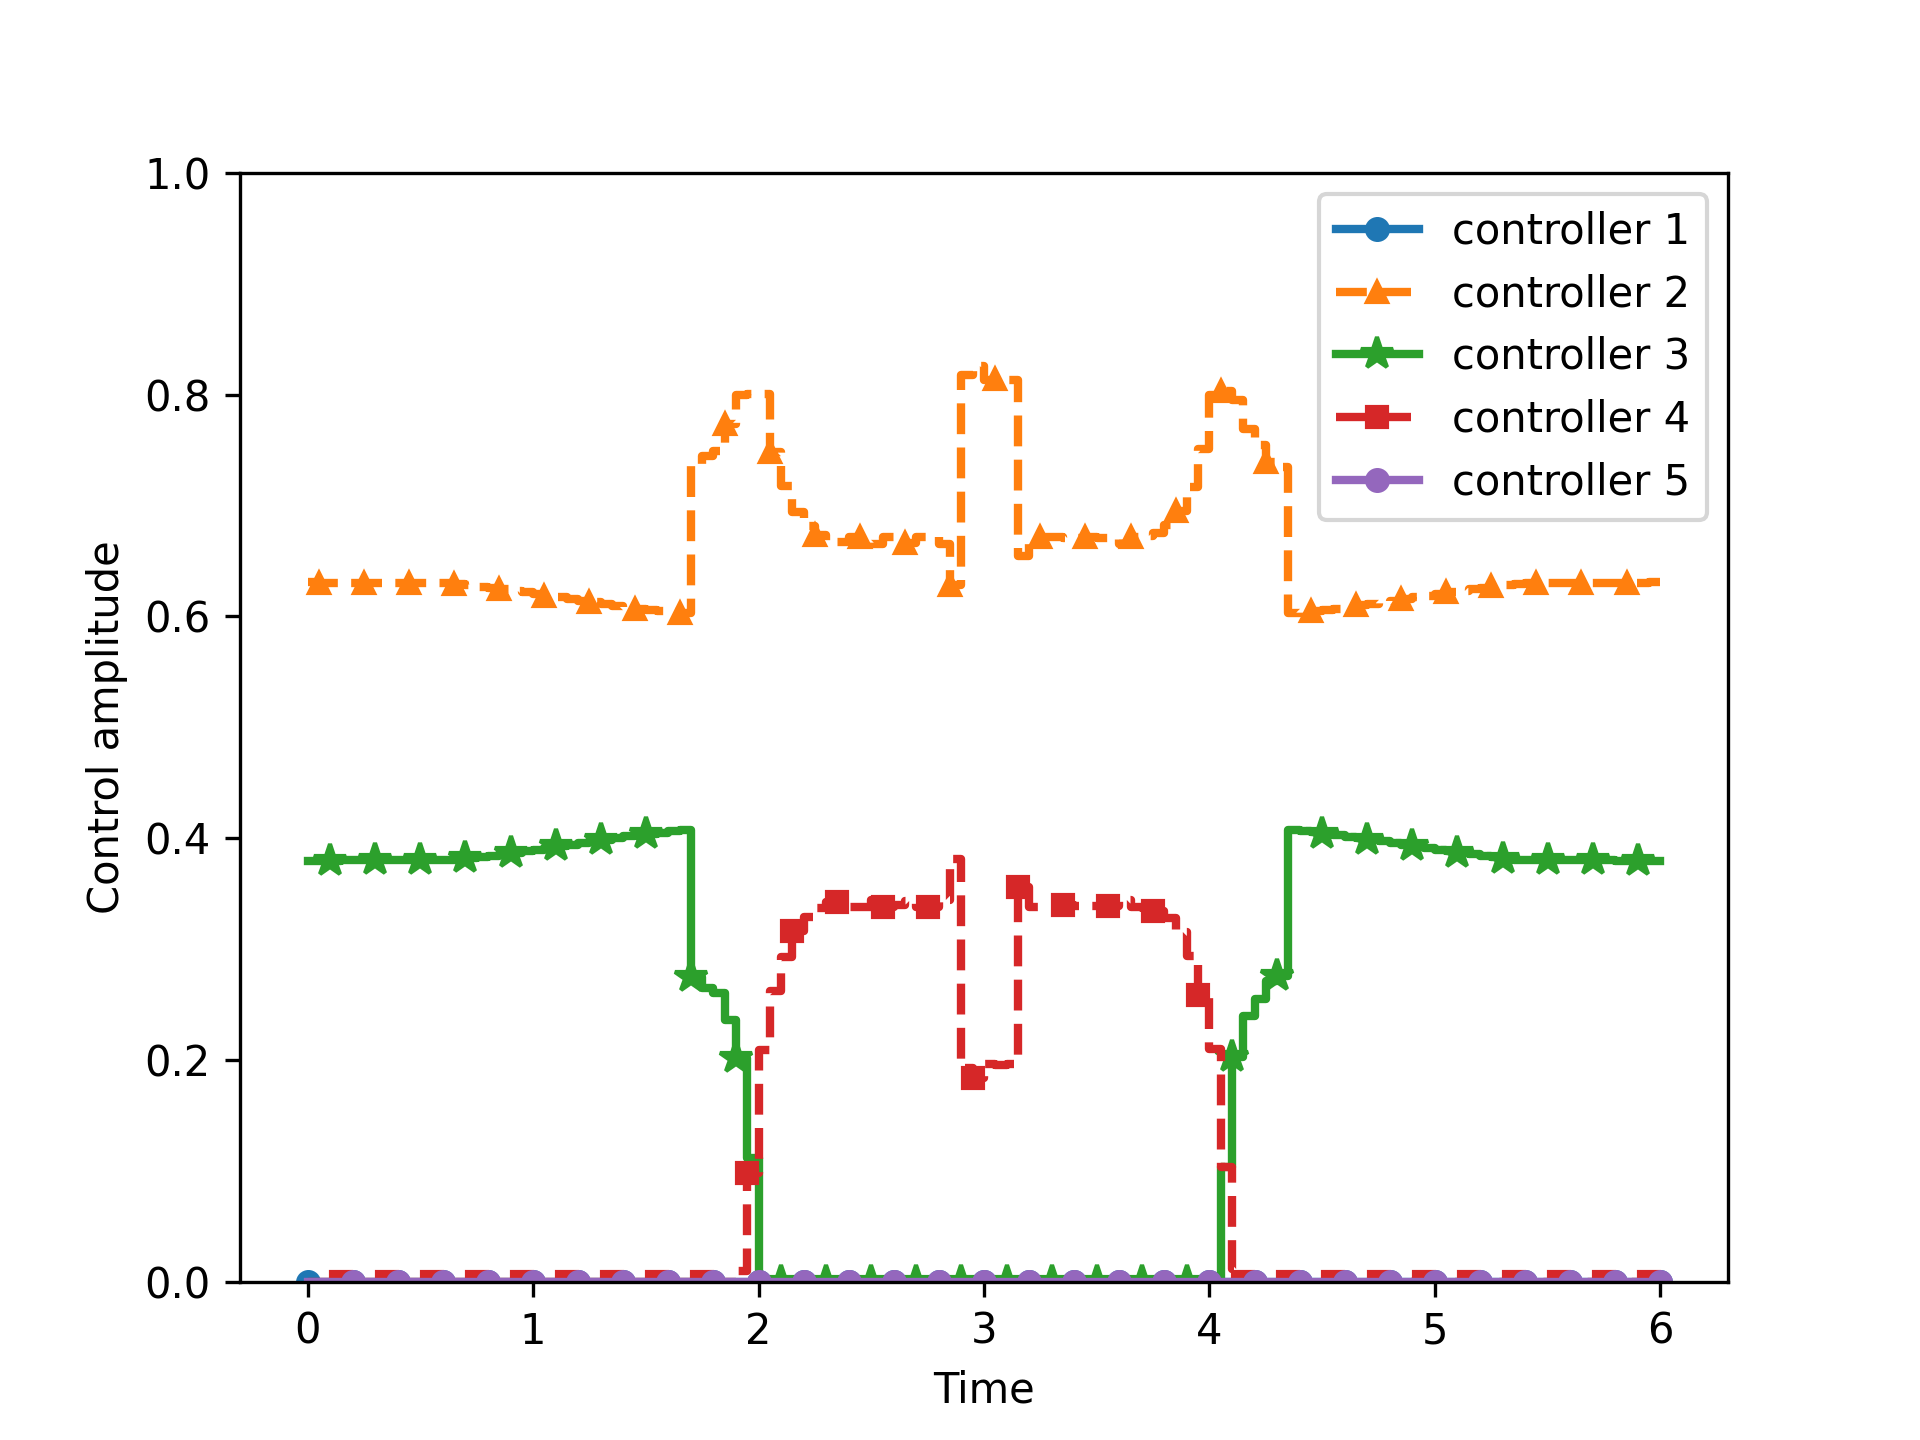 1.0
0.8
0.6
0.4
0.2
0.0
Control amplitude
0 1 2 3 4 5 6
Time
controller 1
controller 2
controller 3
controller 4
controller 5